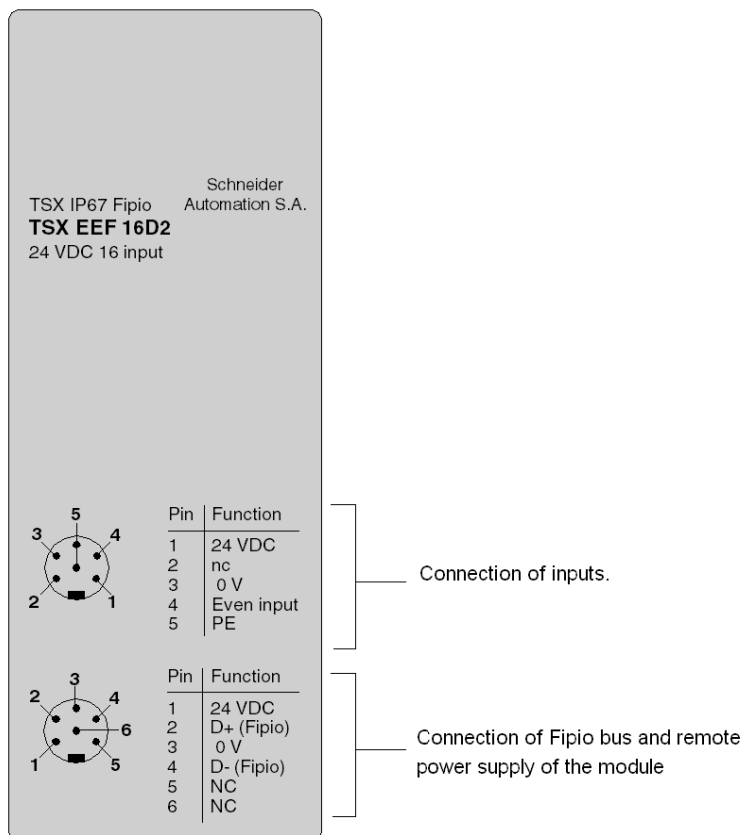 Schneider
TSX IP67 Fipio Automation S.A.
TSX EEF 16D2
24 VDC 16 input
5
3 4
2 1
Pin Function
1 24 VDC
2 nc
3 0 V
4 Even input
5 PE
Connection of inputs.
3
2 4
6
1 5
Pin Function
1 24 VDC
2 D+ (Fipio)
3 0 V
4 D- (Fipio)
5 NC
6 NC
Connection of Fipio bus and remote
power supply of the module